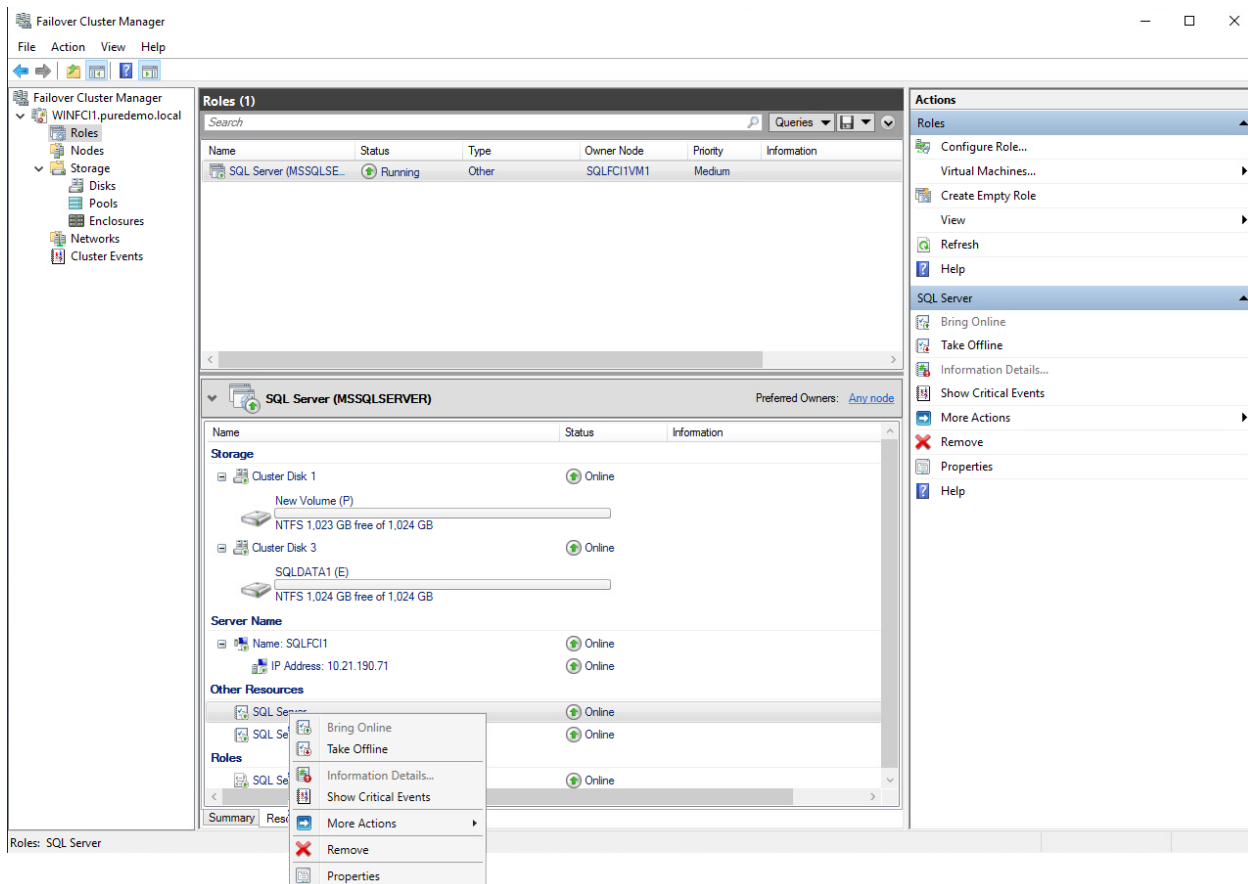 Failover Cluster Manager
File Action View Help
Failover Cluster Manager
WINFCI1.puredemo.local
Roles
Nodes
Storage
Disks
Pools
Enclosures
Networks
Cluster Events
Roles (1)
Search
Queries
Name Status Type Owner Node Priority Information
SQL Server (MSSQLSE... Running Other SQLFCI1VM1 Medium
SQL Server (MSSQLSERVER)
Preferred Owners: Any node
Name Status Information
Storage
Cluster Disk 1 Online
New Volume (P)
NTFS 1,023 GB free of 1,024 GB
Cluster Disk 3 Online
SQLDATA1 (E)
NTFS 1,024 GB free of 1,024 GB
Server Name
Name: SQLFCI1 Online
IP Address: 10.21.190.71 Online
Other Resources
SQL Server Online
SQL Se Online
Roles
SQL Se Online
Summary Reso
Bring Online
Take Offline
Information Details...
Show Critical Events
More Actions
Remove
Properties
Actions
Roles
Configure Role...
Virtual Machines...
Create Empty Role
View
Refresh
Help
SQL Server
Bring Online
Take Offline
Information Details...
Show Critical Events
More Actions
Remove
Properties
Help
Roles: SQL Server